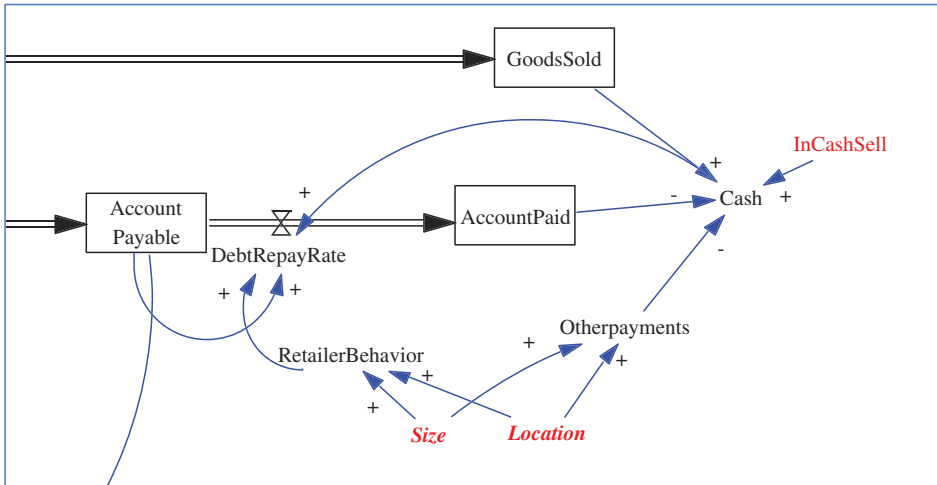 GoodsSold
InCashSell
+
+
-
Cash
+
Account
Payable
AccountPaid
-
DebtRepayRate
+
+
Otherpayments
RetailerBehavior
+
+
+
+
Size
Location